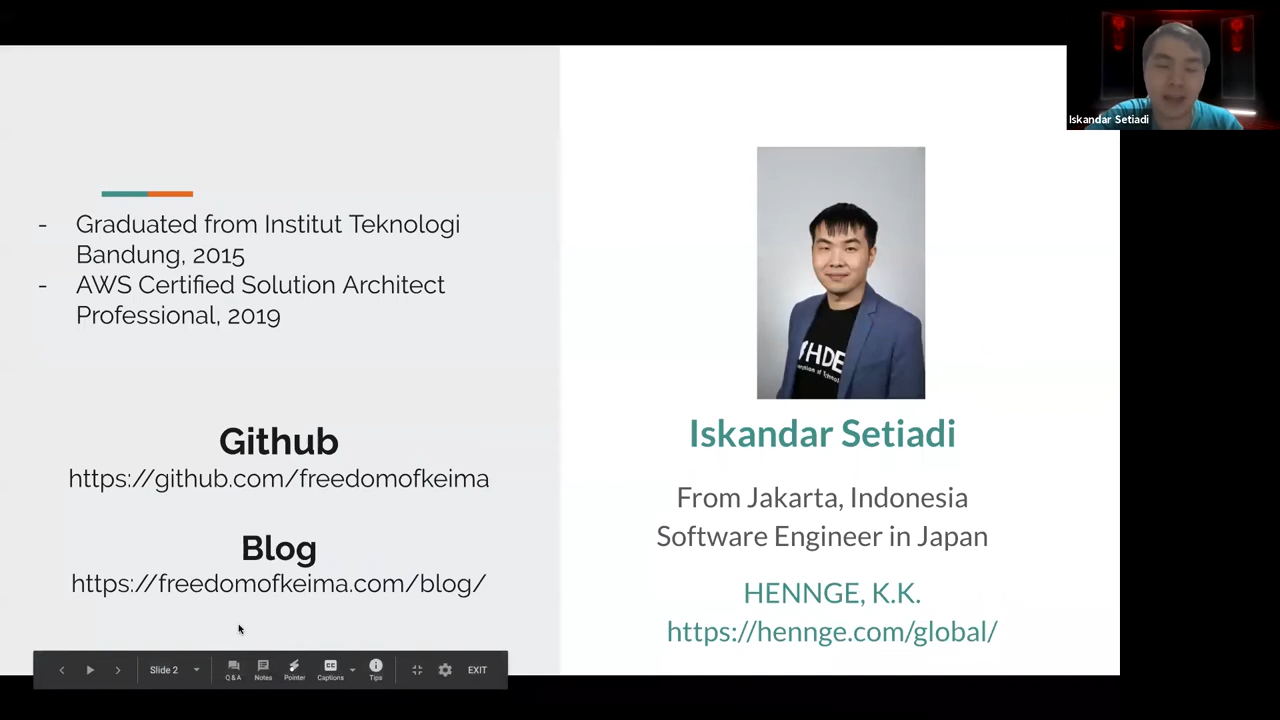 Iskandar Setiadi
- Graduated from Institut Teknologi
Bandung, 2015
- AWS Certified Solution Architect
Professional, 2019
Github
https://github.com/freedomofkeima
Blog
https://freedomofkeima.com/blog/
HDE
Iskandar Setiadi
From Jakarta, Indonesia
Software Engineer in Japan
HENNGE, K.K.
https://hennge.com/global/
Slide 2
Q & A
Notes
Pointer
CC
Captions
Tips
EXIT